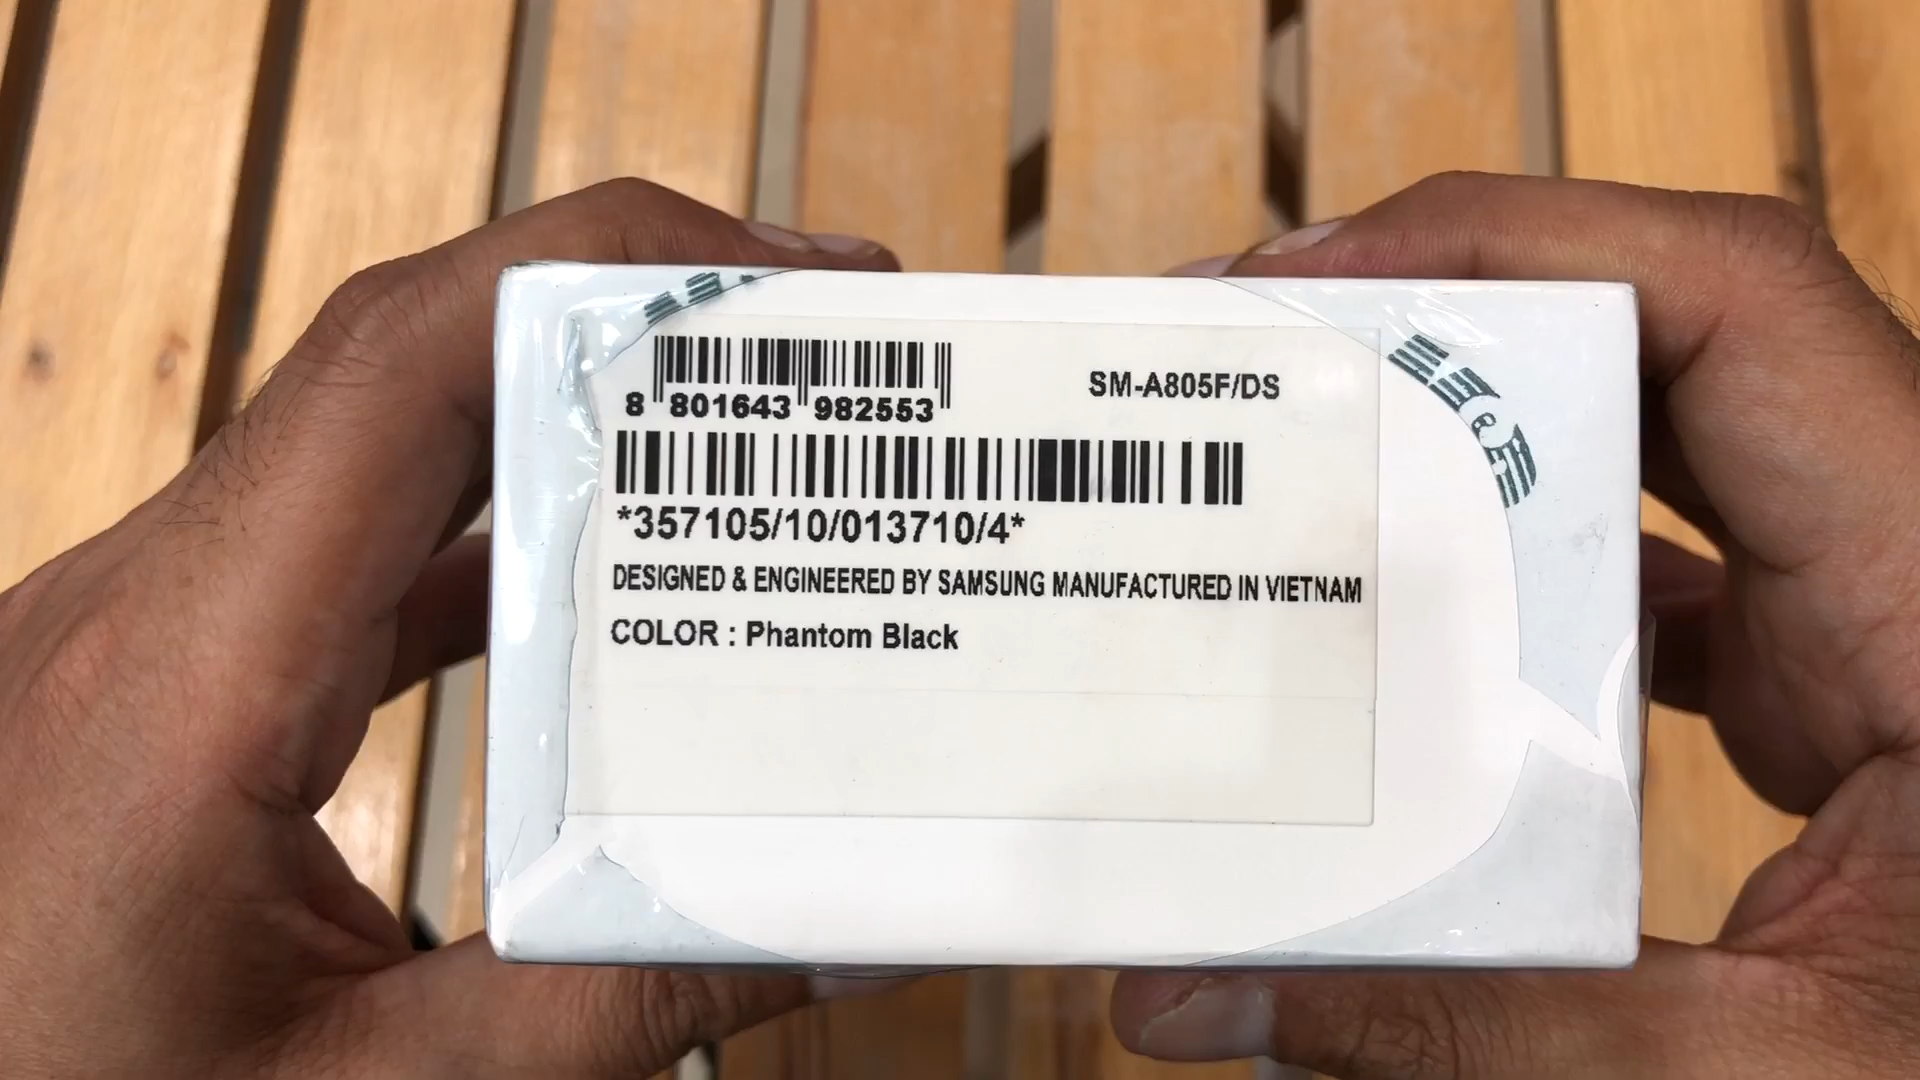 8 801643 982553
SM-A805F/DS
*357105/10/013710/4*
DESIGNED & ENGINEERED BY SAMSUNG MANUFACTURED IN VIETNAM
COLOR : Phantom Black